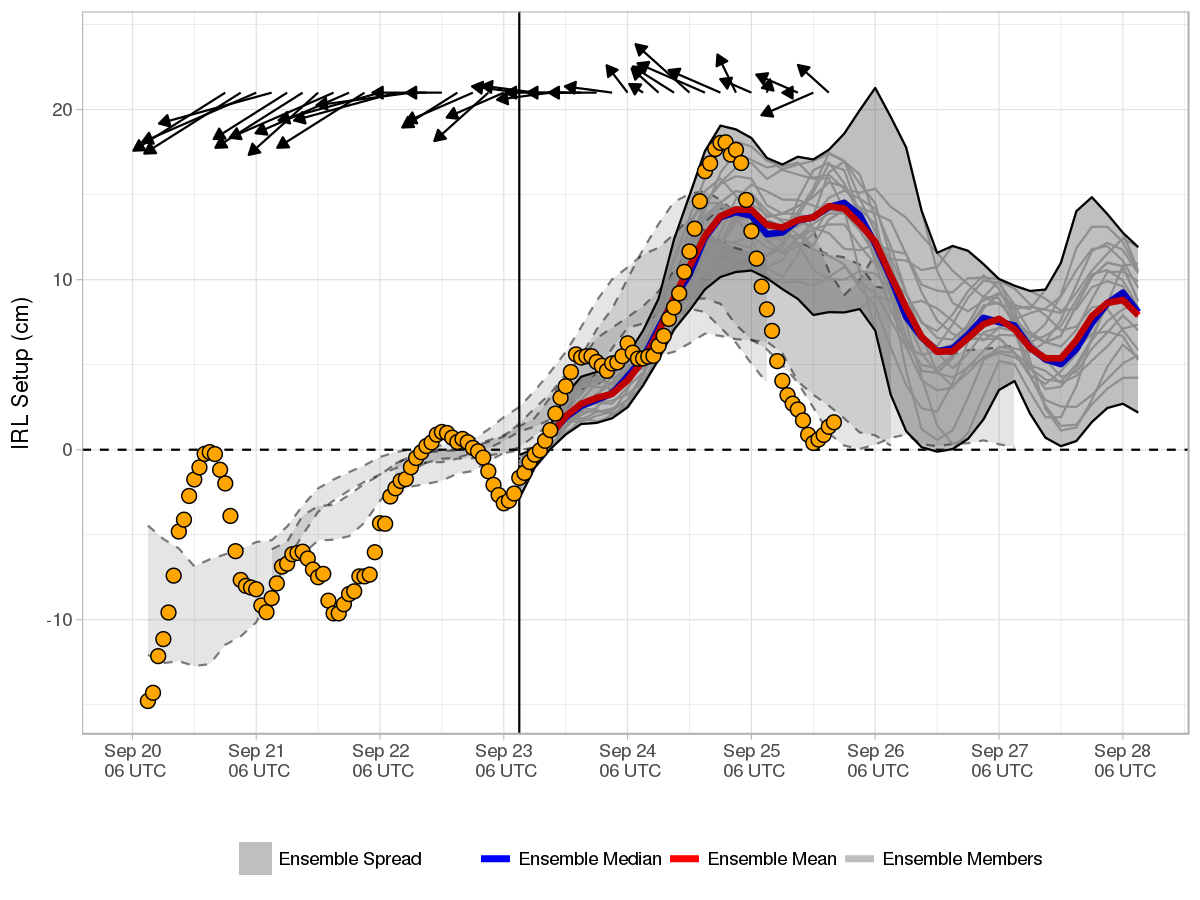 IRL Setup (cm)
20
10
0
-10
Sep 20 Sep 21 Sep 22 Sep 23 Sep 24 Sep 25 Sep 26 Sep 27 Sep 28
06 UTC 06 UTC 06 UTC 06 UTC 06 UTC 06 UTC 06 UTC 06 UTC 06 UTC
Ensemble Spread Ensemble Median Ensemble Mean Ensemble Members